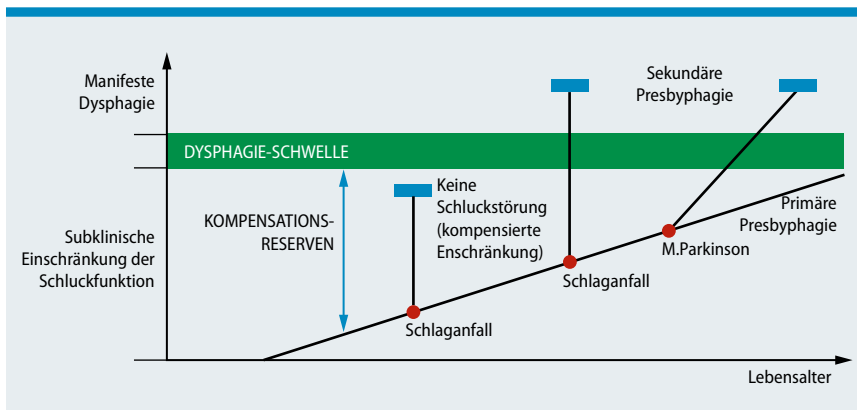 Manifeste
Dysphagie
Sekundäre
Presbyphagie
DYSPHAGIE-SCHWELLE
KOMPENSATIONS-
RESERVEN
Keine
Schluckstörung
(kompensierte
Enschränkung)
Primäre
Presbyphagie
Subklinische
Einschränkung der
Schluckfunktion
M.Parkinson
Schlaganfall
Schlaganfall
Lebensalter